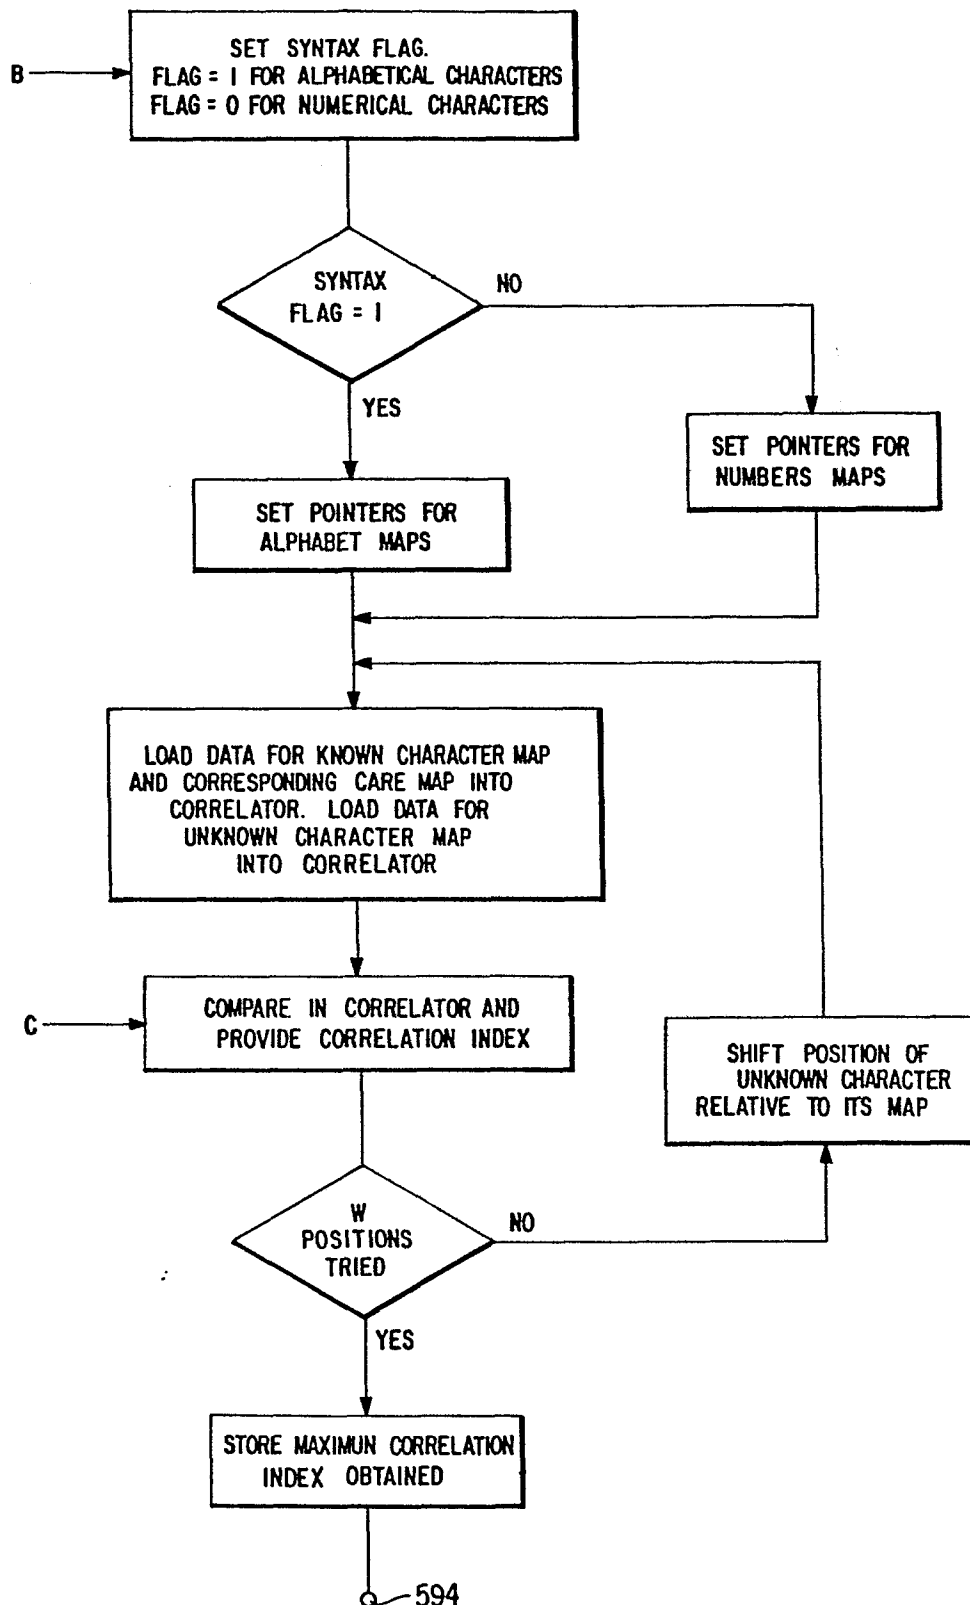 B
SET SYNTAX FLAG.
FLAG = 1 FOR ALPHABETICAL CHARACTERS
FLAG = 0 FOR NUMERICAL CHARACTERS
SYNTAX
FLAG = 1
NO
YES
SET POINTERS FOR
NUMBERS MAPS
SET POINTERS FOR
ALPHABET MAPS
LOAD DATA FOR KNOWN CHARACTER MAP
AND CORRESPONDING CARE MAP INTO
CORRELATOR. LOAD DATA FOR
UNKNOWN CHARACTER MAP
INTO CORRELATOR
C
COMPARE IN CORRELATOR AND
PROVIDE CORRELATION INDEX
SHIFT POSITION OF
UNKNOWN CHARACTER
RELATIVE TO ITS MAP
W
POSITIONS
TRIED
NO
YES
STORE MAXIMUN CORRELATION
INDEX OBTAINED
594